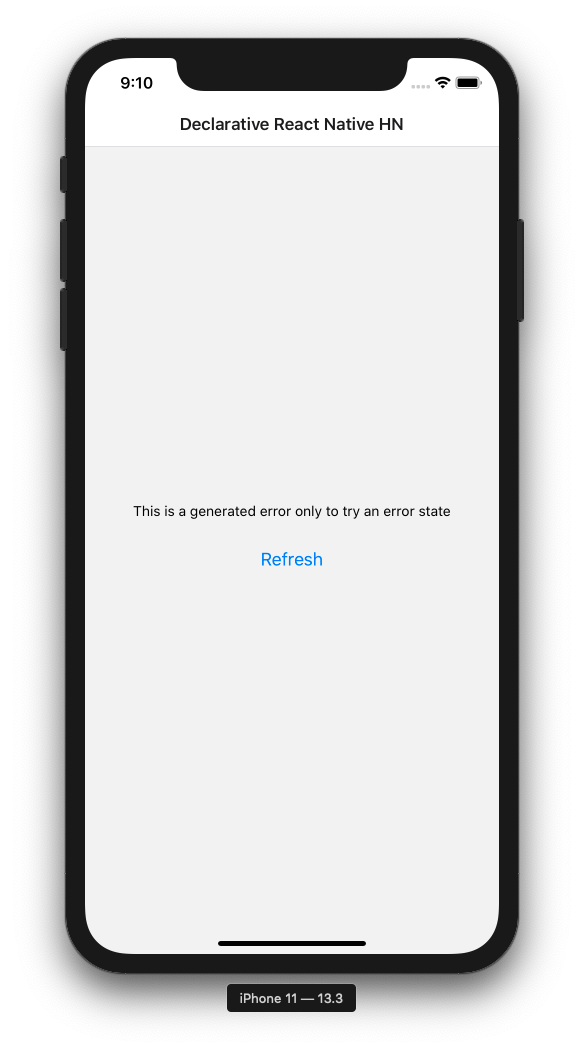 9:10
Declarative React Native HN
This is a generated error only to try an error state
Refresh
iPhone 11 — 13.3